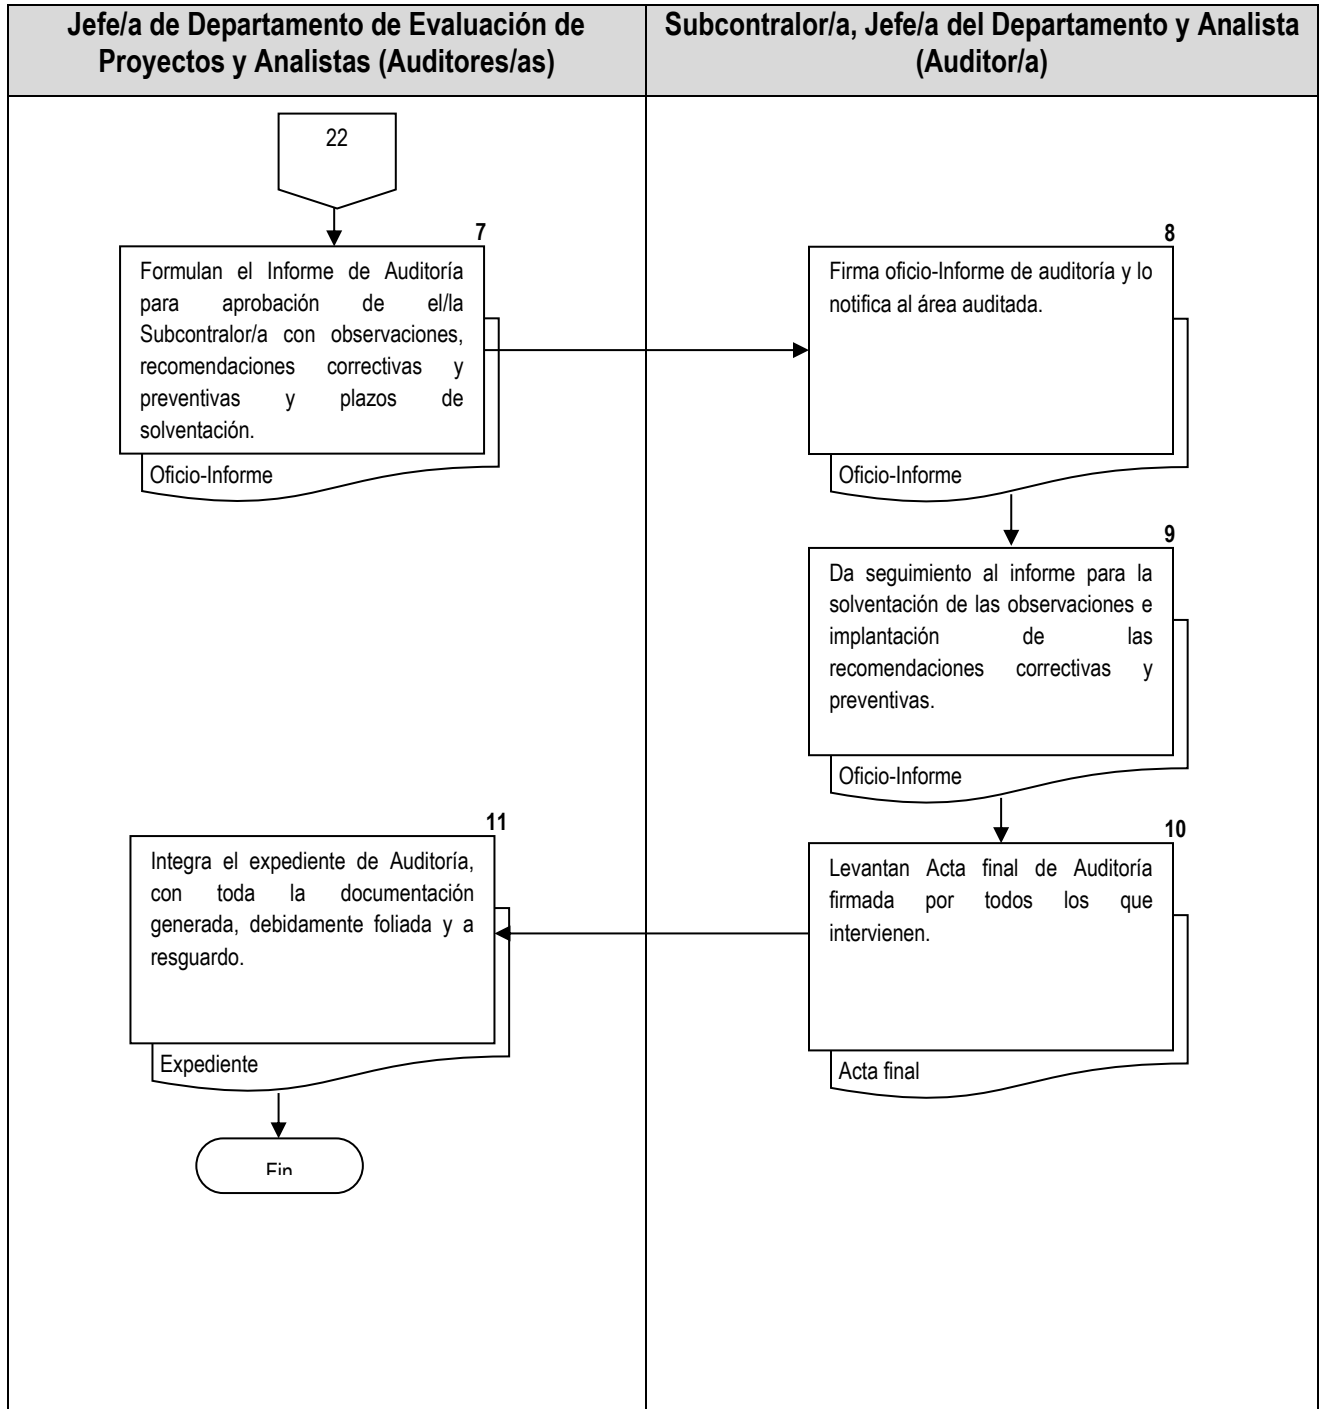 Jefe/a de Departamento de Evaluación de
Proyectos y Analistas (Auditores/as)
Subcontralor/a, Jefe/a del Departamento y Analista
(Auditor/a)
22
7
Formulan el Informe de Auditoría
para aprobación de el/la
Subcontralor/a con observaciones,
recomendaciones correctivas y
preventivas y plazos de
solventación.
Oficio-Informe
8
Firma oficio-Informe de auditoría y lo
notifica al área auditada.
Oficio-Informe
9
Da seguimiento al informe para la
solventación de las observaciones e
implantación de las
recomendaciones correctivas y
preventivas.
Oficio-Informe
10
Levantan Acta final de Auditoría
firmada por todos los que
intervienen.
Acta final
11
Integra el expediente de Auditoría,
con toda la documentación
generada, debidamente foliada y a
resguardo.
Expediente
Fin